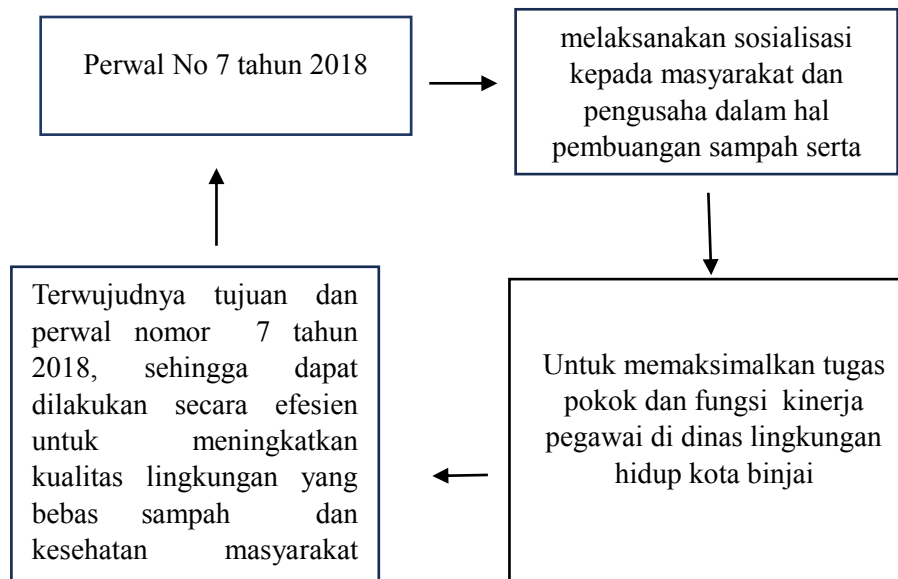 Perwal No 7 tahun 2018
melaksanakan sosialisasi
kepada masyarakat dan
pengusaha dalam hal
pembuangan sampah serta
Untuk memaksimalkan tugas
pokok dan fungsi kinerja
pegawai di dinas lingkungan
hidup kota binjai
Terwujudnya tujuan dan
perwal nomor 7 tahun
2018, sehingga dapat
dilakukan secara efesien
untuk meningkatkan
kualitas lingkungan yang
bebas sampah dan
kesehatan masyarakat